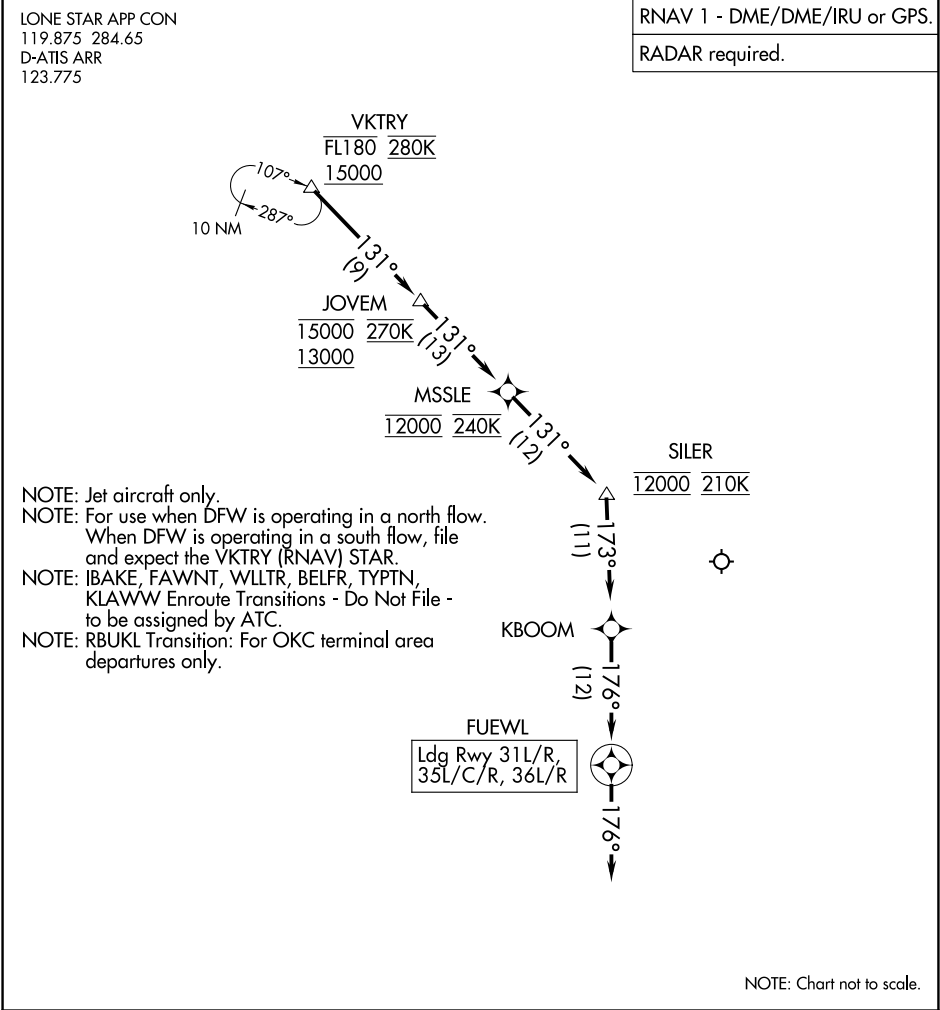 LONE STAR APP CON
119.875 284.65
D-ATIS ARR
123.775
RNAV 1 - DME/DME/IRU or GPS.
RADAR required.
VKTRY
FL180 280K
15000
107°
287°
10 NM
131°
(9)
JOVEM
15000 270K
13000
131°
(13)
MSSLE
12000 240K
131°
(12)
SILER
12000 210K
NOTE: Jet aircraft only.
NOTE: For use when DFW is operating in a north flow.
When DFW is operating in a south flow, file
and expect the VKTRY (RNAV) STAR.
NOTE: IBAKE, FAWNT, WLLTR, BELFR, TYPTN,
KLAWW Enroute Transitions - Do Not File -
to be assigned by ATC.
NOTE: RBUKL Transition: For OKC terminal area
departures only.
173°
(11)
KBOOM
176°
(12)
FUEWL
Ldg Rwy 31L/R,
35L/C/R, 36L/R
176°
NOTE: Chart not to scale.